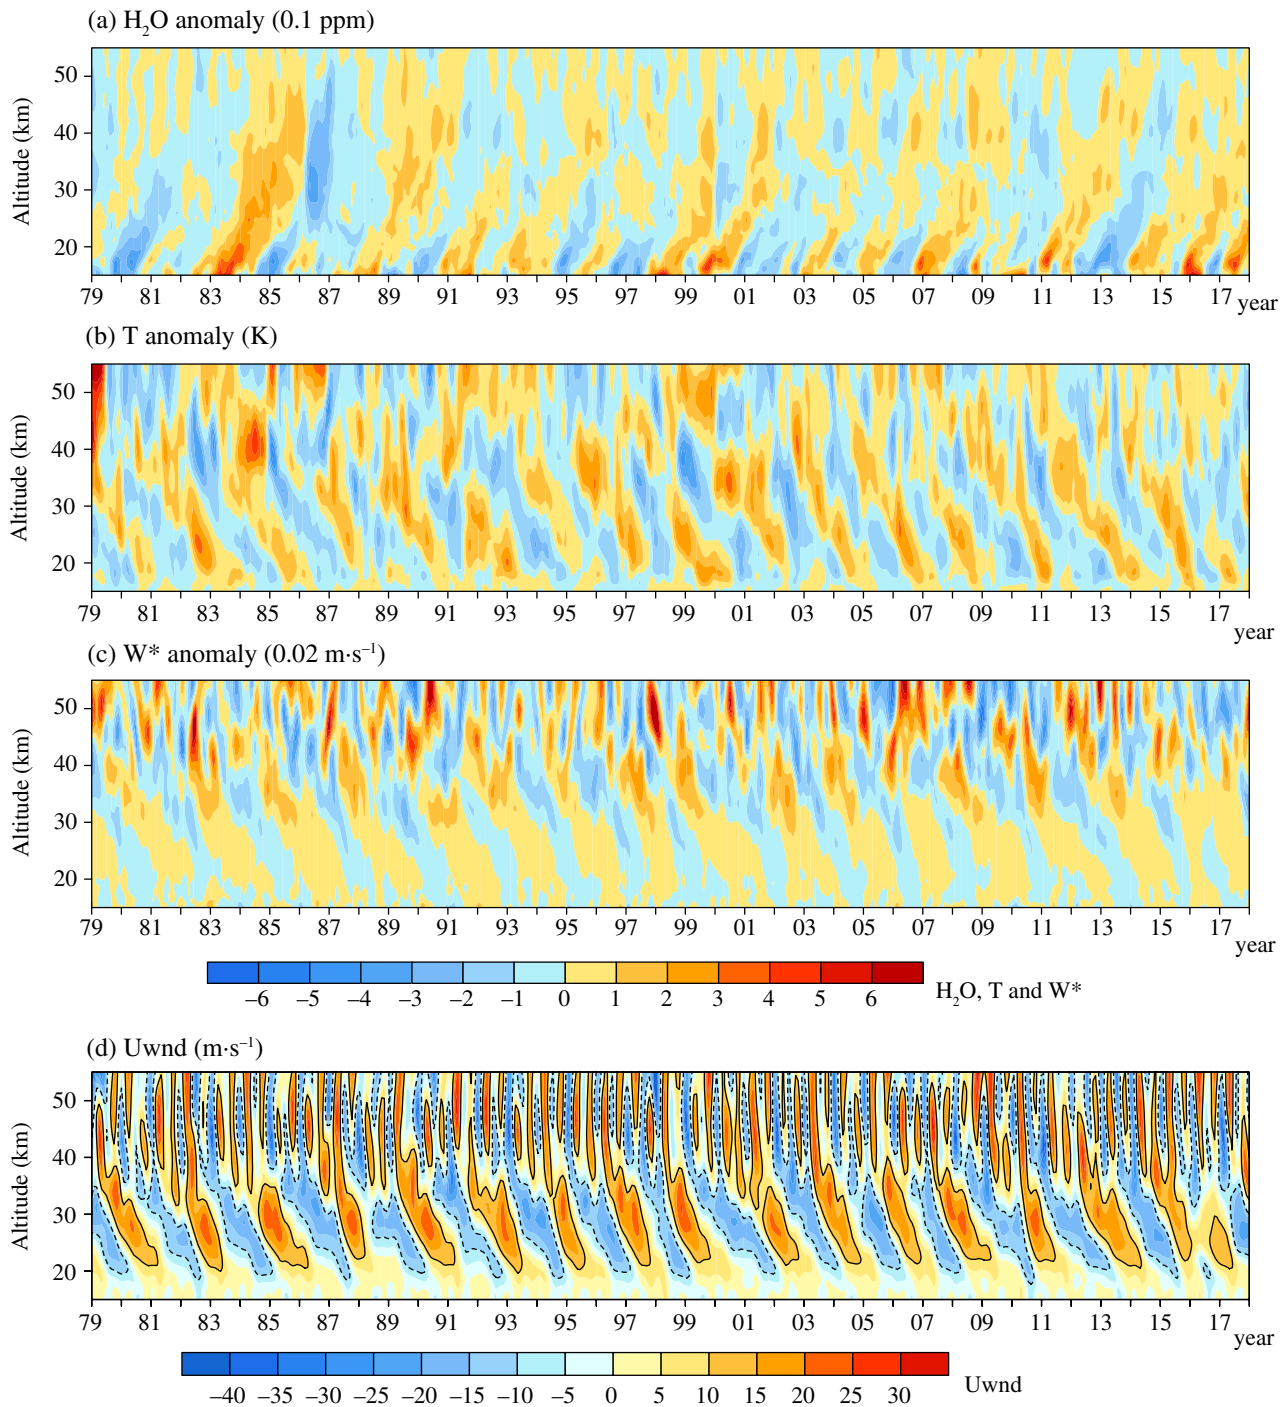 (a) H₂O anomaly (0.1 ppm)
Altitude (km)
50
40
30
20
79 81 83 85 87 89 91 93 95 97 99 01 03 05 07 09 11 13 15 17 year
(b) T anomaly (K)
Altitude (km)
50
40
30
20
79 81 83 85 87 89 91 93 95 97 99 01 03 05 07 09 11 13 15 17
year
(c) W* anomaly (0.02 m·s⁻¹)
Altitude (km)
50
40
30
20
79 81 83 85 87 89 91 93 95 97 99 01 03 05 07 09 11 13 15 17
year
–6 –5 –4 –3 –2 –1 0 1 2 3 4 5 6 H₂O, T and W*
(d) Uwnd (m·s⁻¹)
Altitude (km)
50
40
30
20
79 81 83 85 87 89 91 93 95 97 99 01 03 05 07 09 11 13 15 17
year
–40 –35 –30 –25 –20 –15 –10 –5 0 5 10 15 20 25 30 Uwnd